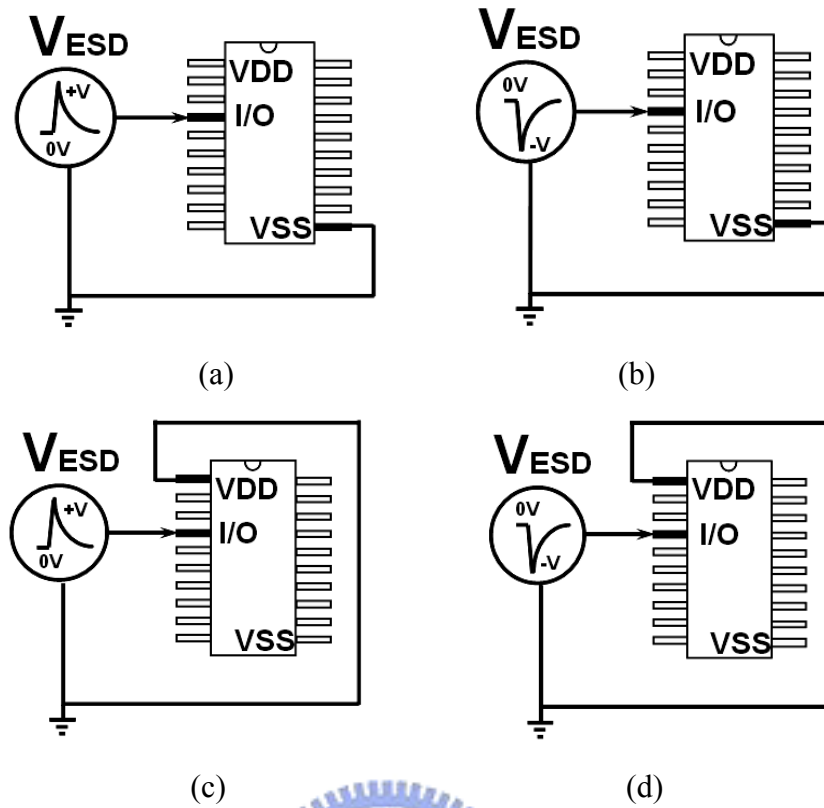 VESD
+V
0V
VDD
I/O
VSS
(a)
VESD
0V
-V
VDD
I/O
VSS
(b)
VESD
+V
0V
VDD
I/O
VSS
(c)
VESD
0V
-V
VDD
I/O
VSS
(d)